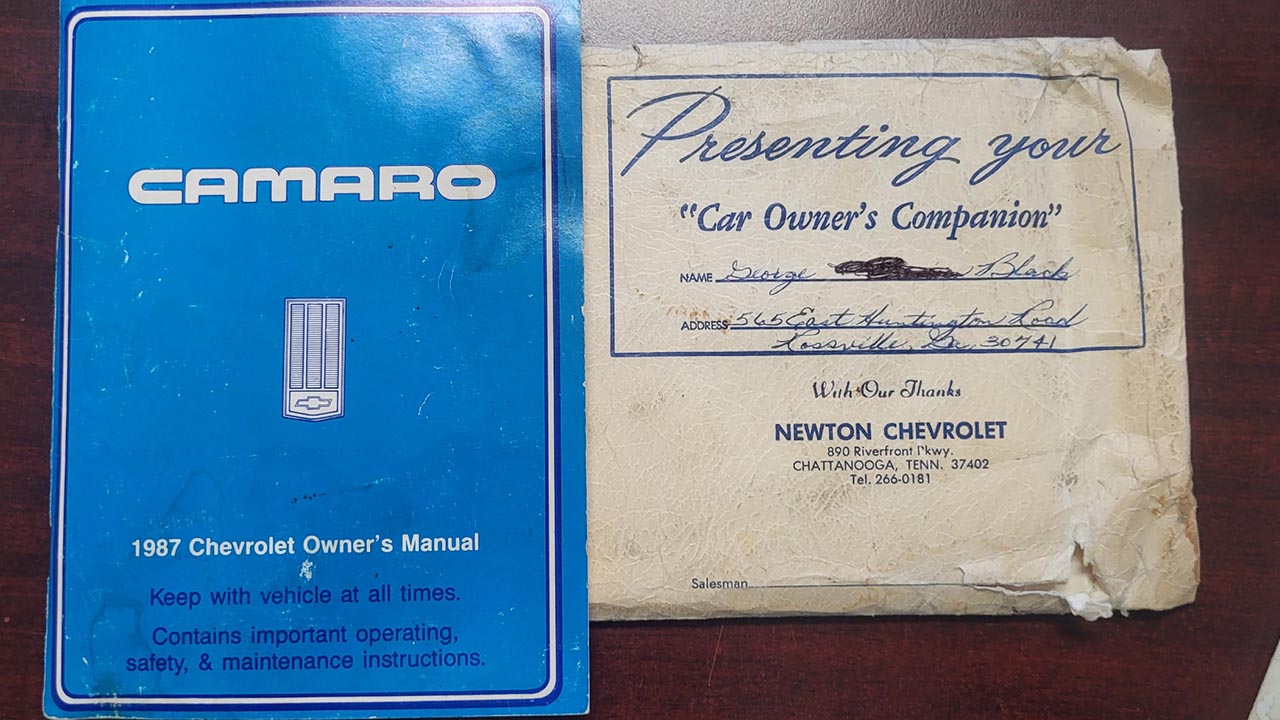 CAMARO
1987 Chevrolet Owner's Manual
Keep with vehicle at all times.
Contains important operating,
safety, & maintenance instructions.
Presenting your
"Car Owner's Companion"
NAME George Black
ADDRESS 565 East Huntington Road
Rossville, Ga. 30741
With Our Thanks
NEWTON CHEVROLET
890 Riverfront Pkwy.
CHATTANOOGA, TENN. 37402
Tel. 266-0181
Salesman